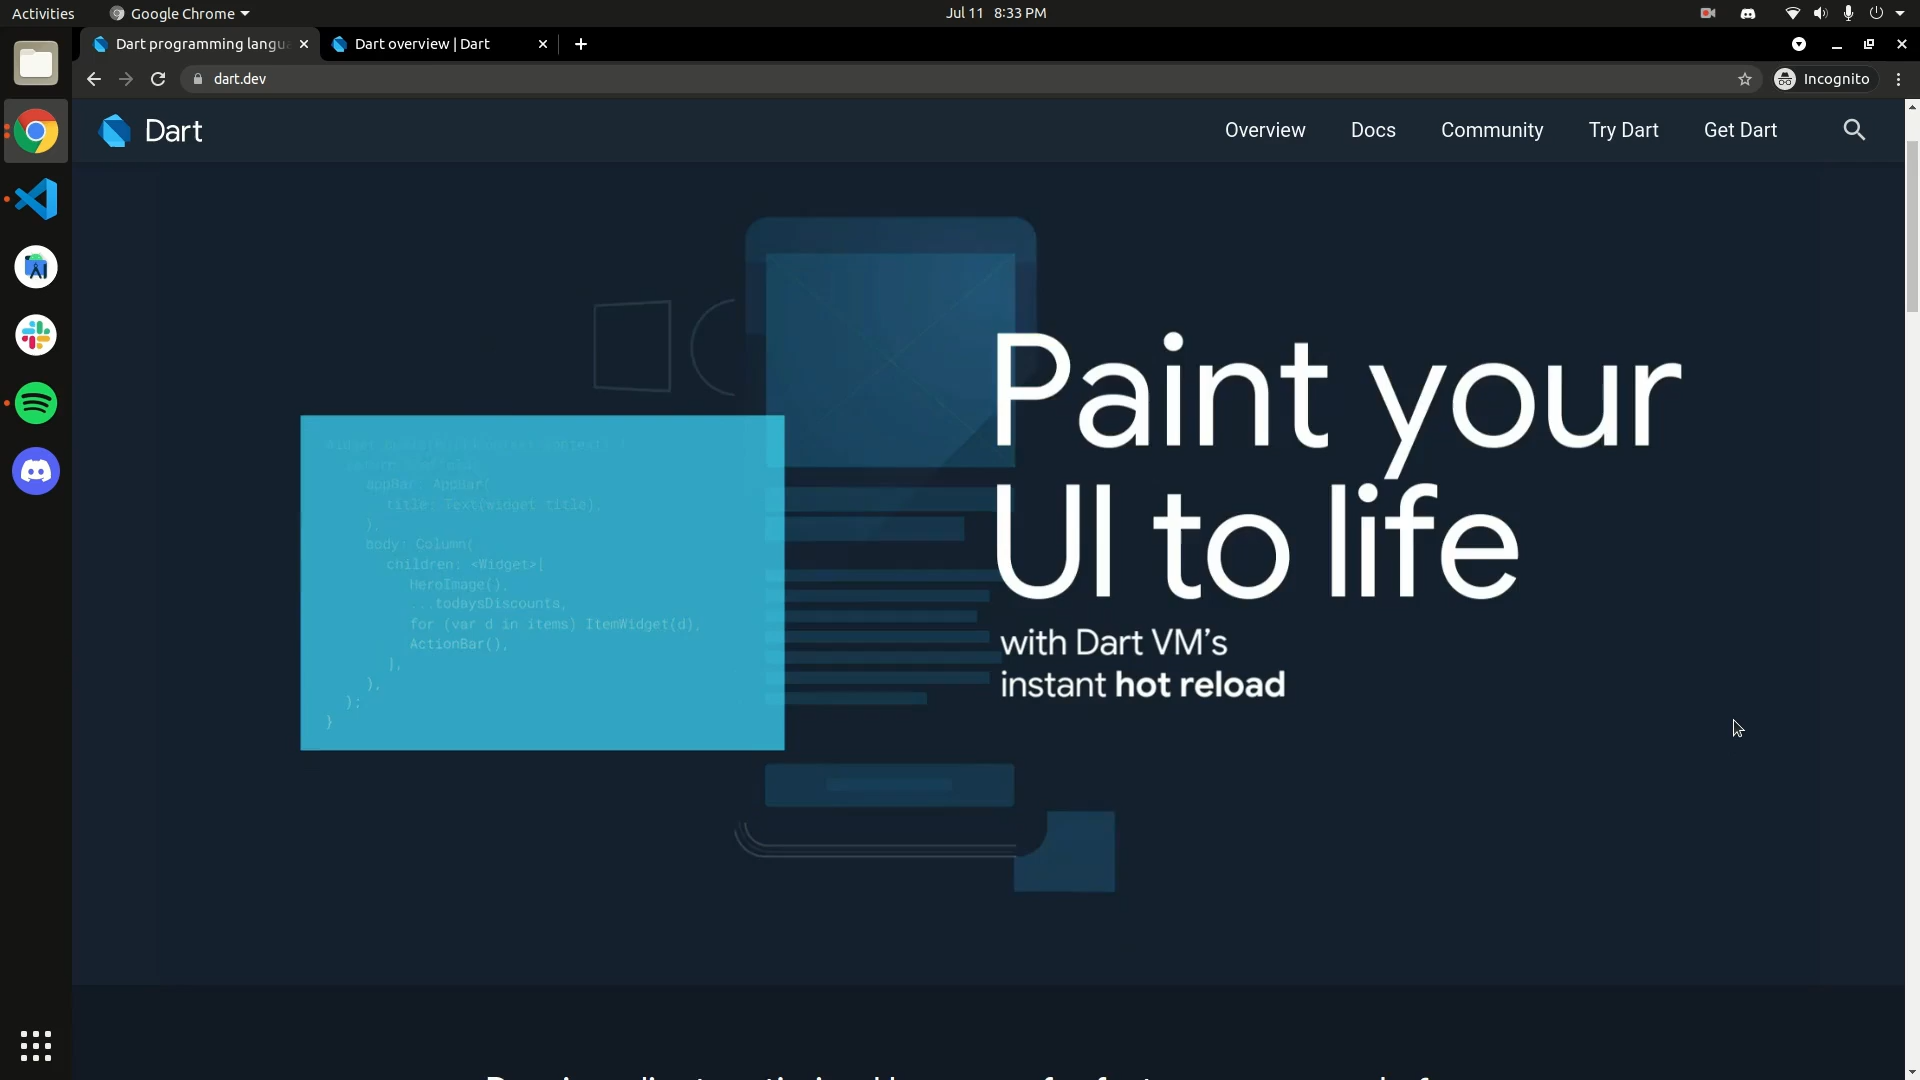 Activities
Google Chrome
Jul 11 8:33 PM
Dart programming langu
Dart overview | Dart
dart.dev
Incognito
Dart
Overview
Docs
Community
Try Dart
Get Dart
Paint your
UI to life
with Dart VM's
instant hot reload
appBar: AppBar(
title: Text(widget.title),
),
body: Column(
children: <Widget>[
HeroImage(),
...todaysDiscounts,
for (var d in items) ItemWidget(d),
ActionBar(),
],
),
);
}